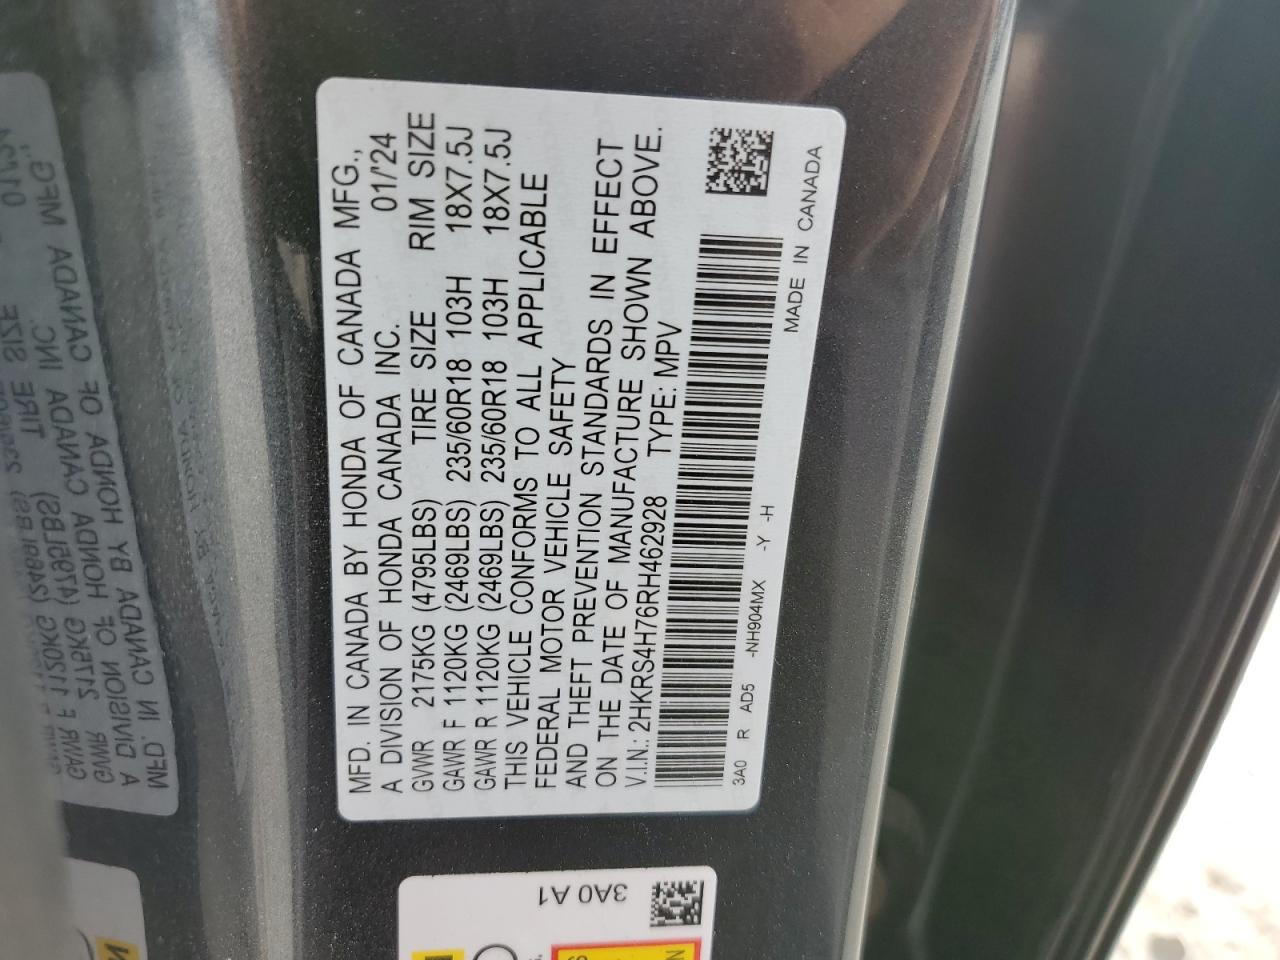 MFD. IN CANADA BY HONDA OF CANADA MFG.,
A DIVISION OF HONDA CANADA INC. 01/'24
GVWR 2175KG (4795LBS) TIRE SIZE RIM SIZE
GAWR F 1120KG (2469LBS) 235/60R18 103H 18X7.5J
GAWR R 1120KG (2469LBS) 235/60R18 103H 18X7.5J
THIS VEHICLE CONFORMS TO ALL APPLICABLE
FEDERAL MOTOR VEHICLE SAFETY
AND THEFT PREVENTION STANDARDS IN EFFECT
ON THE DATE OF MANUFACTURE SHOWN ABOVE.
V.I.N.: 2HKRS4H76RH462928 TYPE: MPV
3A0 R AD5 -NH904MX -Y -H
MADE IN CANADA
3A0 A1